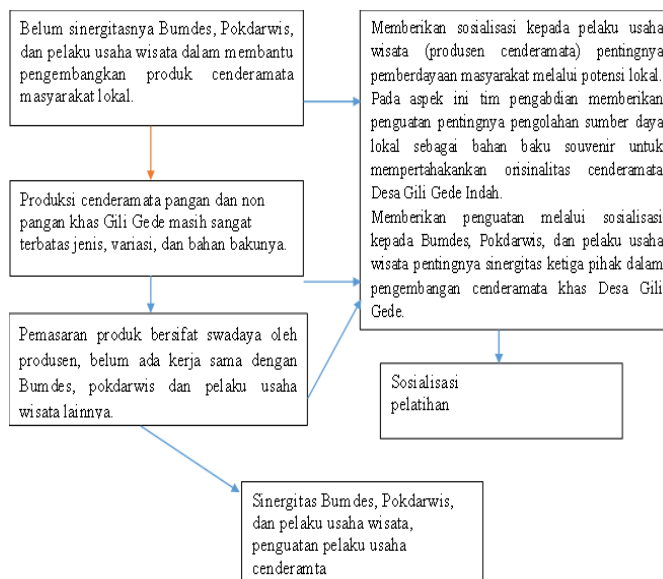 Belum sinergitasnya Bumdes, Pokdarwis,
dan pelaku usaha wisata dalam membantu
pengembangkan produk cenderamata
masyarakat lokal.
Produksi cenderamata pangan dan non
pangan khas Gili Gede masih sangat
terbatas jenis, variasi, dan bahan bakunya.
Pemasaran produk bersifat swadaya oleh
produsen, belum ada kerja sama dengan
Bumdes, pokdarwis dan pelaku usaha
wisata lainnya.
Memberikan sosialisasi kepada pelaku usaha
wisata (produsen cenderamata) pentingnya
pemberdayaan masyarakat melalui potensi lokal.
Pada aspek ini tim pengabdian memberikan
penguatan pentingnya pengolahan sumber daya
lokal sebagai bahan baku souvenir untuk
mempertahakankan orisinalitas cenderamata
Desa Gili Gede Indah.
Memberikan penguatan melalui sosialisasi
kepada Bumdes, Pokdarwis, dan pelaku usaha
wisata pentingnya sinergitas ketiga pihak dalam
pengembangan cenderamata khas Desa Gili
Gede.
Sosialisasi
pelatihan
Sinergitas Bumdes, Pokdarwis,
dan pelaku usaha wisata,
penguatan pelaku usaha
cenderamta